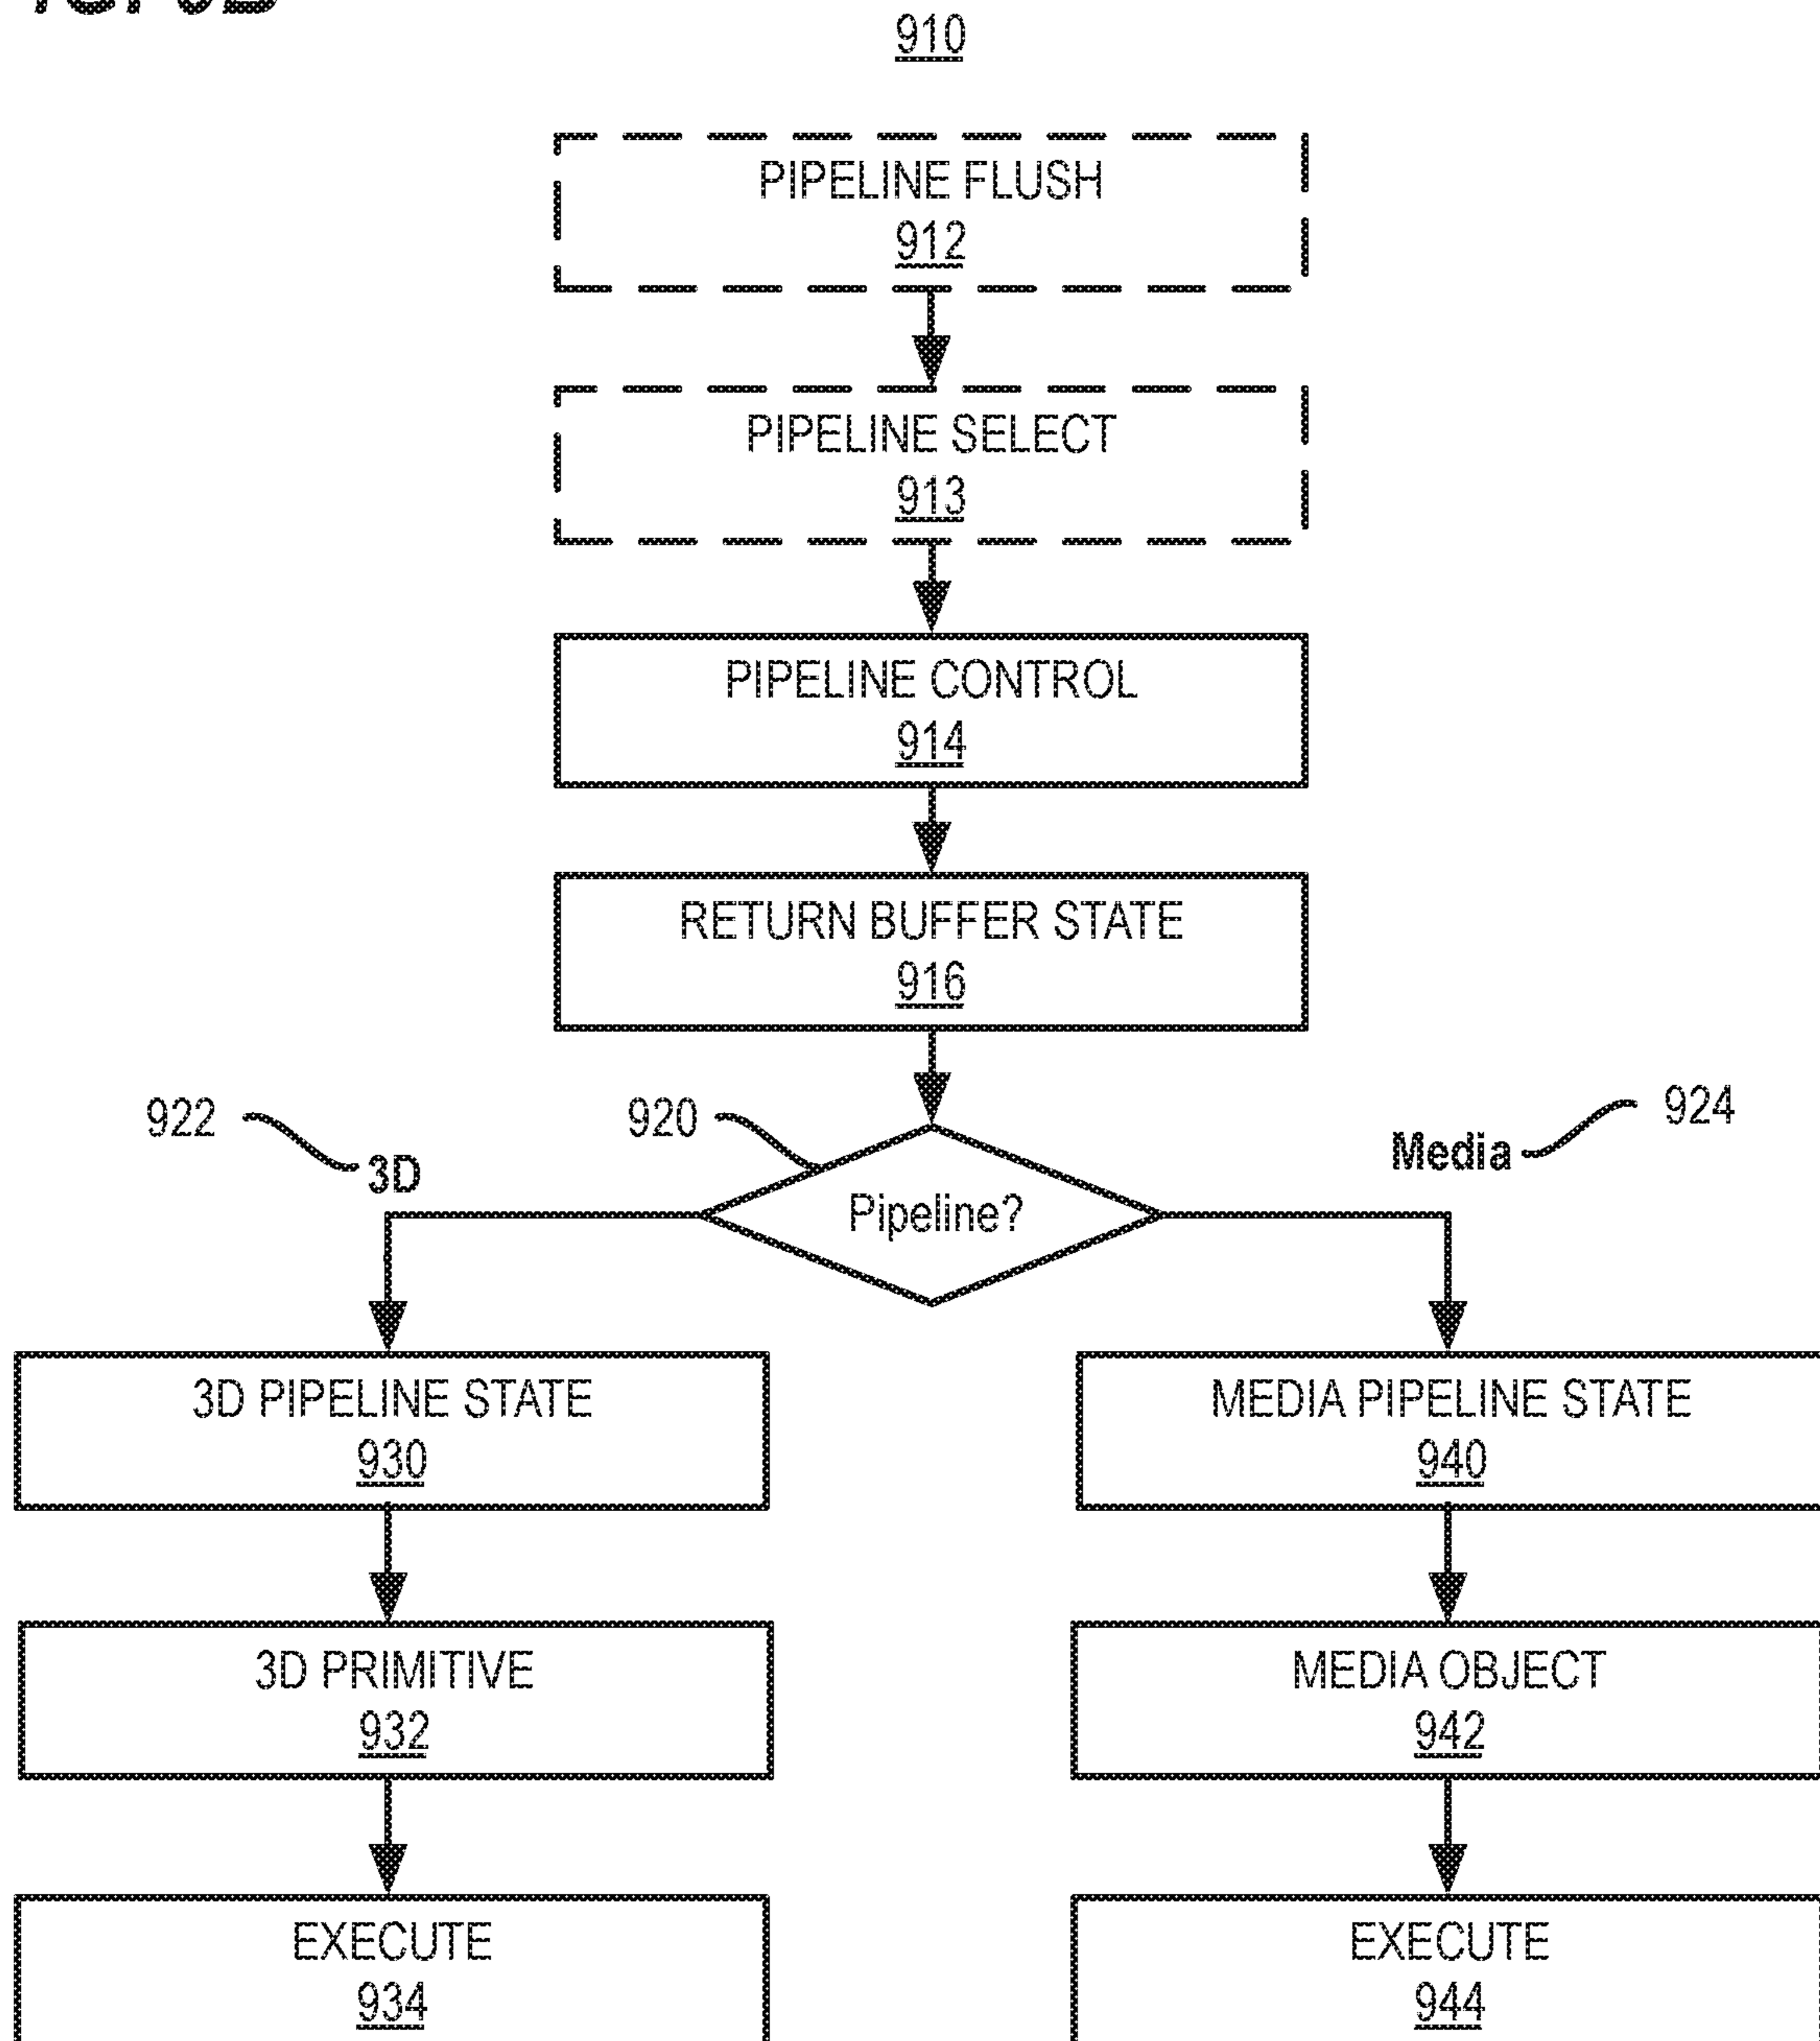 910
PIPELINE FLUSH
912
PIPELINE SELECT
913
PIPELINE CONTROL
914
RETURN BUFFER STATE
916
922
3D
920
Pipeline?
Media
924
3D PIPELINE STATE
930
MEDIA PIPELINE STATE
940
3D PRIMITIVE
932
MEDIA OBJECT
942
EXECUTE
934
EXECUTE
944